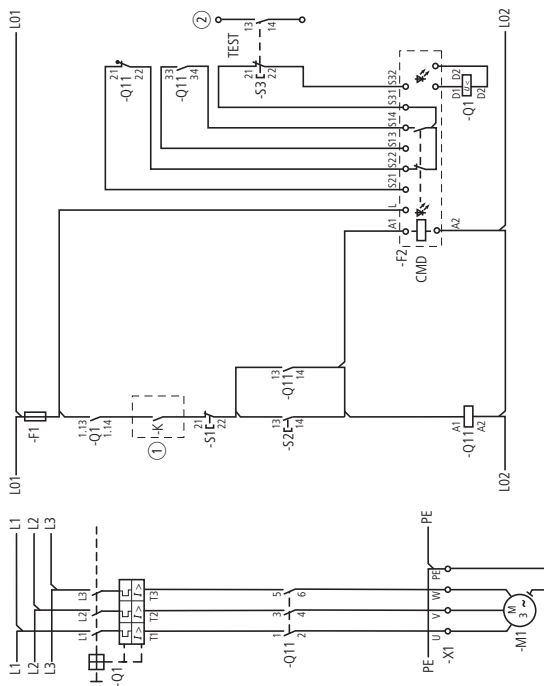 L01
L01
-F1
-Q1
1.13
1.14
1
-K
-S1
21
22
-S2
13
14
-Q11
13
14
-Q11
A1
A2
L02
L02
2
13
14
TEST
21
22
-S3
21
22
-Q1
33
34
-Q1
-F2
CMD
A1
L
S21
S22
S13
S14
S31
S32
A2
D1
D2
U <
D2
-Q1
L1
L2
L3
L1
L2
L3
L1
L2
L3
-Q1
I >
I >
I >
T1
T2
T3
-Q11
1
2
3
4
5
6
PE
PE
-X1
U
V
W
PE
M
3 ~
-M1